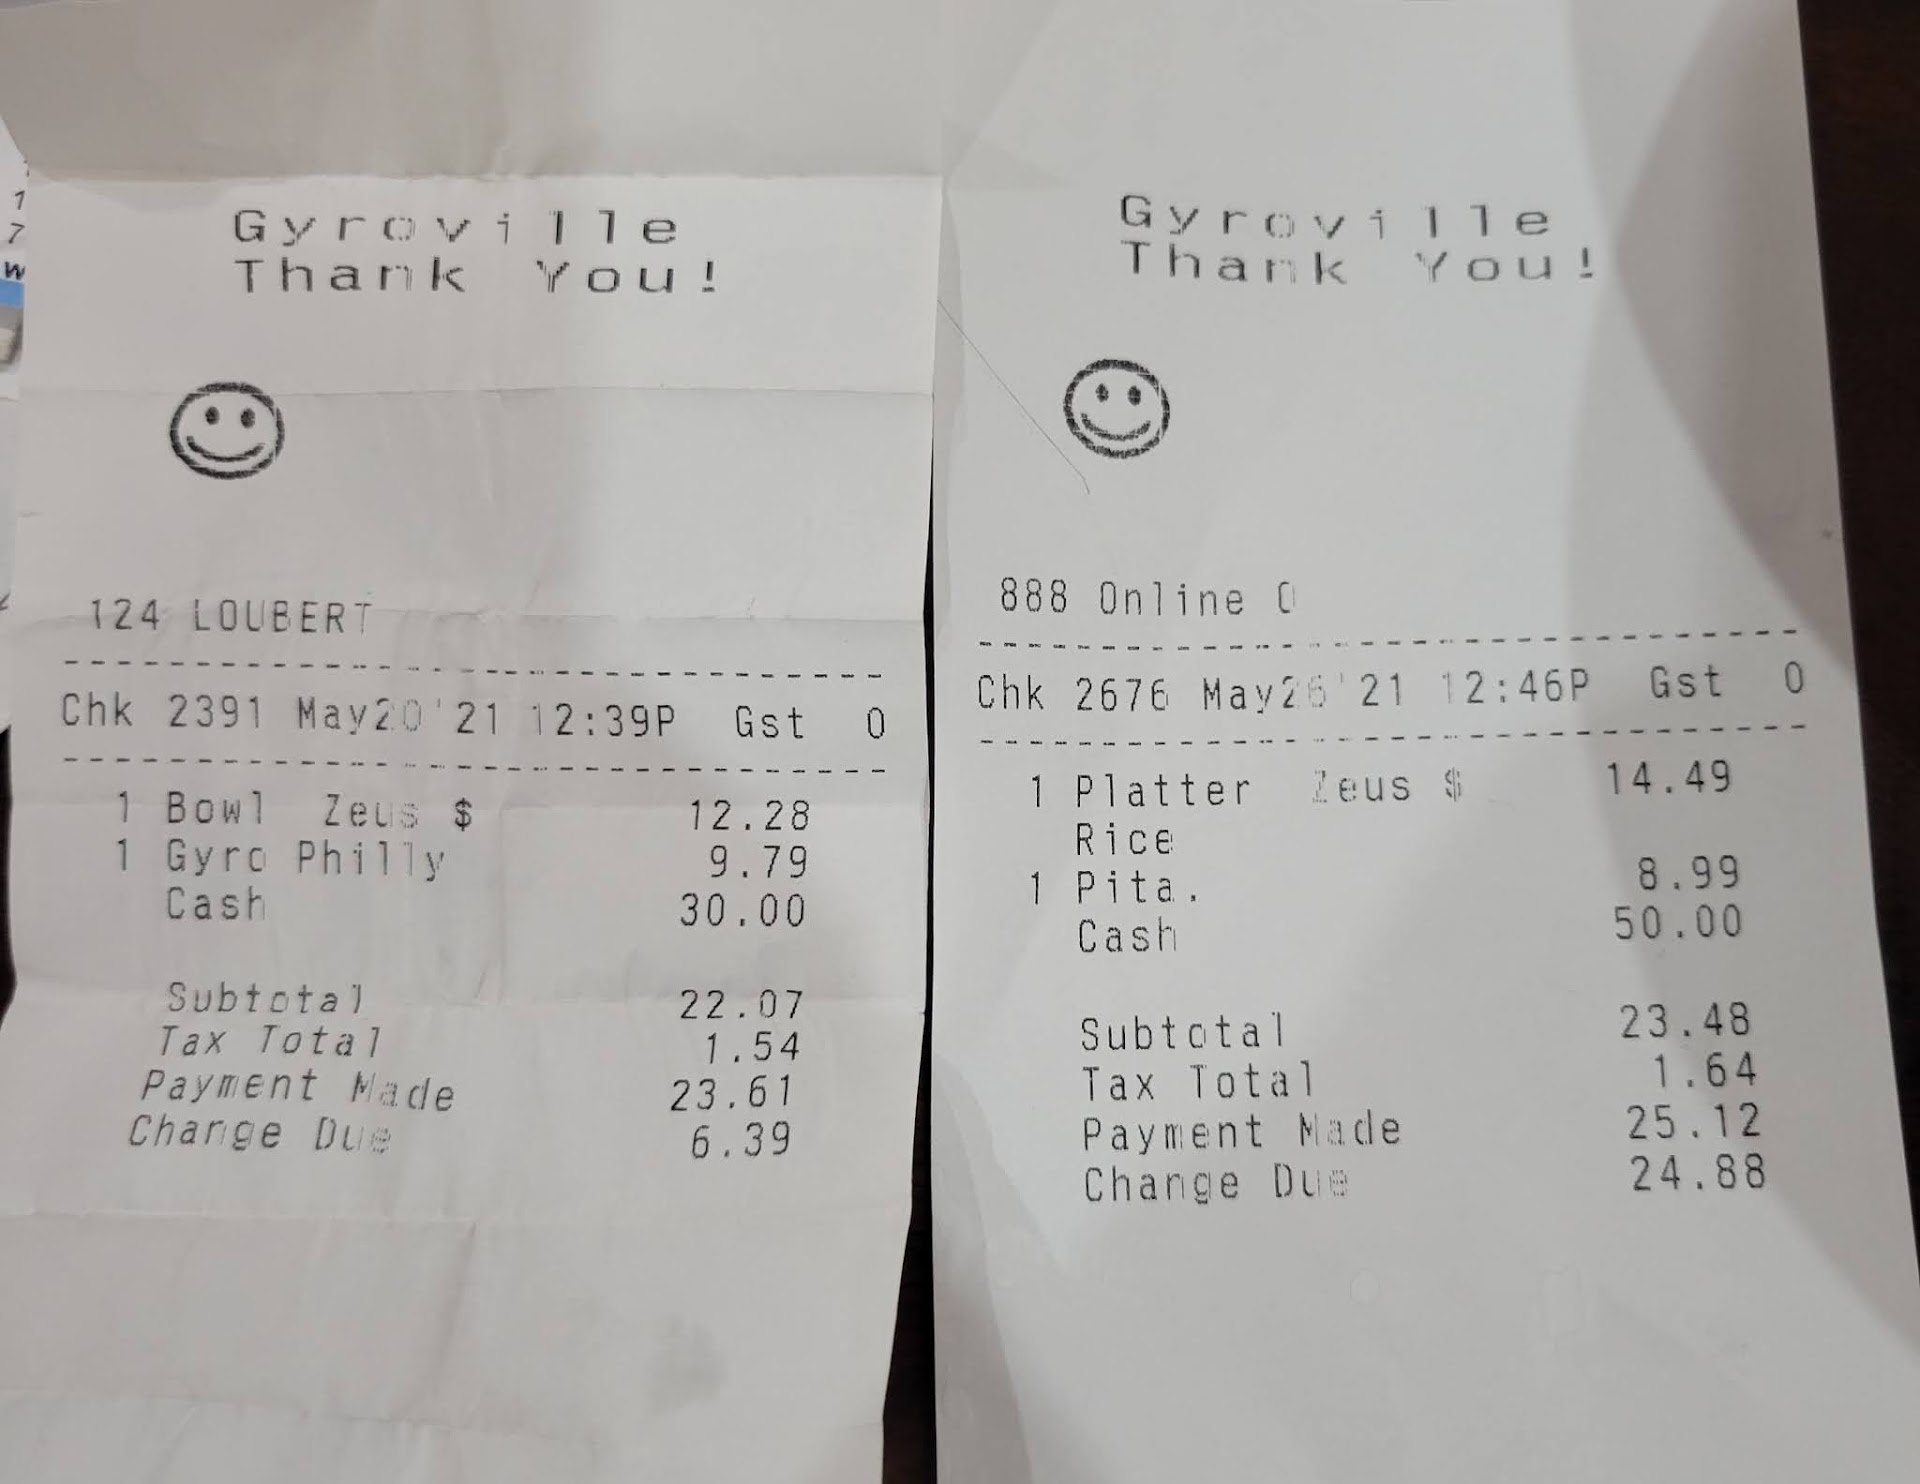 1
7
W
Gyroville
Thank You!
124 LOUBERT
Chk 2391 May20'21 12:39P Gst 0
1 Bowl Zeus $ 12.28
1 Gyro Philly 9.79
Cash 30.00
Subtotal 22.07
Tax Total 1.54
Payment Made 23.61
Change Due 6.39
Gyroville
Thank You!
888 Online O
Chk 2676 May26'21 12:46P Gst 0
1 Platter Zeus $ 14.49
Rice
1 Pita. 8.99
Cash 50.00
Subtotal 23.48
Tax Total 1.64
Payment Made 25.12
Change Due 24.88